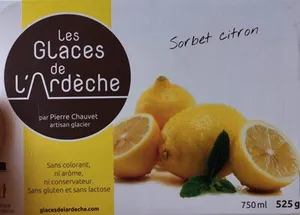 Les
Glaces
de
L'Ardèche
par Pierre Chauvet
artisan glacier
Sorbet citron
Sans colorant,
ni arôme,
ni conservateur.
Sans gluten et sans lactose
glacesdelardeche.com
750 ml 525g